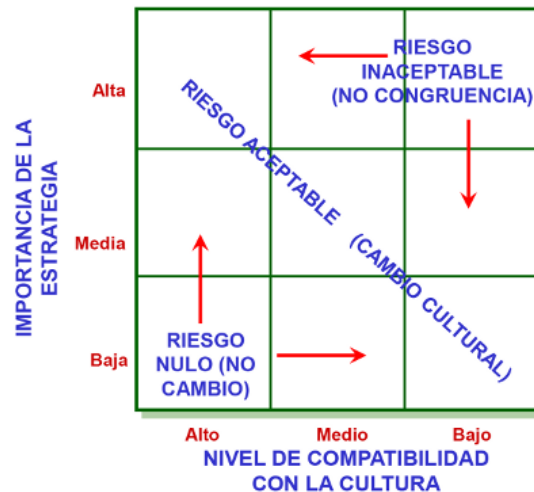 RIESGO
INACEPTABLE
(NO CONGRUENCIA)
Alta
RIESGO ACEPTABLE (CAMBIO CULTURAL)
IMPORTANCIA DE LA
ESTRATEGIA
Media
RIESGO
NULO (NO
CAMBIO)
Baja
Alto
Medio
Bajo
NIVEL DE COMPATIBILIDAD
CON LA CULTURA